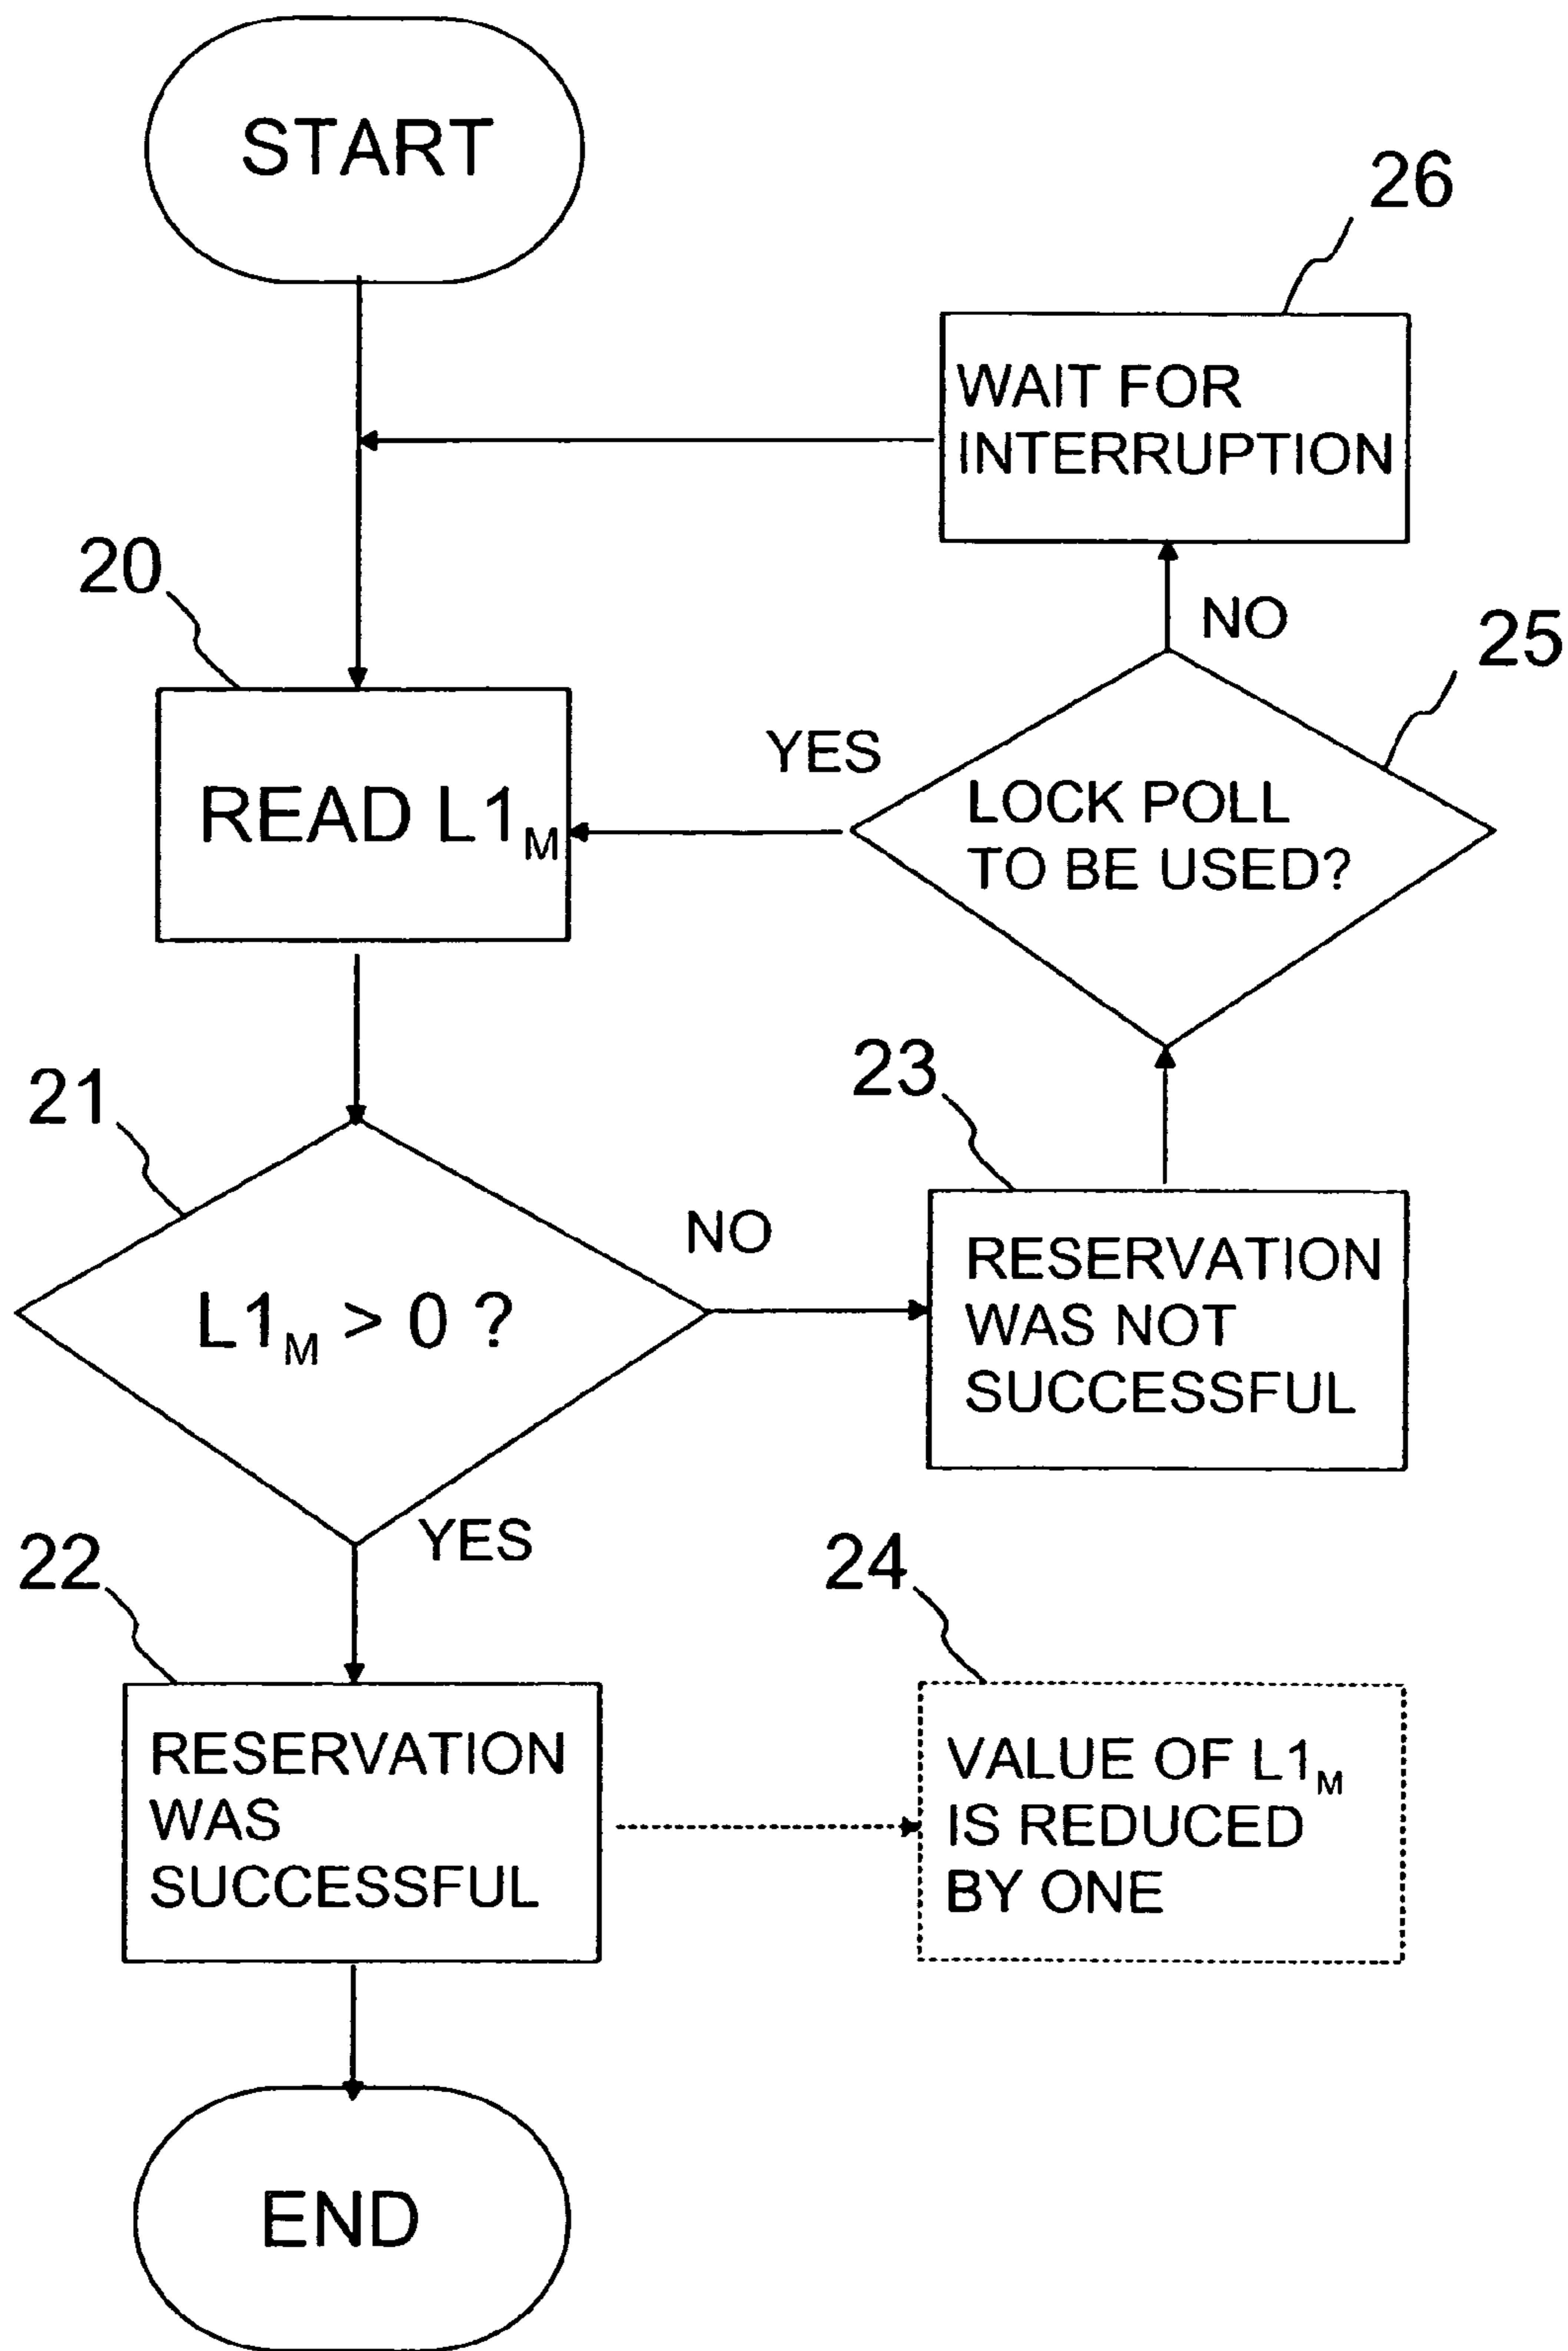 START
26
WAIT FOR
INTERRUPTION
20
NO
25
YES
READ L1M
LOCK POLL
TO BE USED?
21
23
NO
L1M > 0 ?
RESERVATION
WAS NOT
SUCCESSFUL
YES
22
24
RESERVATION
WAS
SUCCESSFUL
VALUE OF L1M
IS REDUCED
BY ONE
END